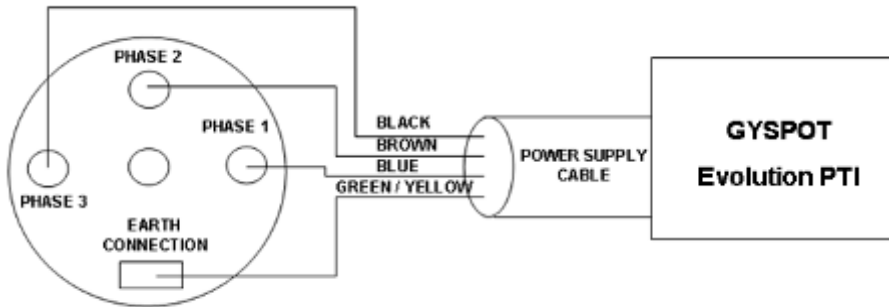 PHASE 2
PHASE 1
PHASE 3
EARTH
CONNECTION
BLACK
BROWN
BLUE
GREEN / YELLOW
POWER SUPPLY
CABLE
GYSPOT
Evolution PTI